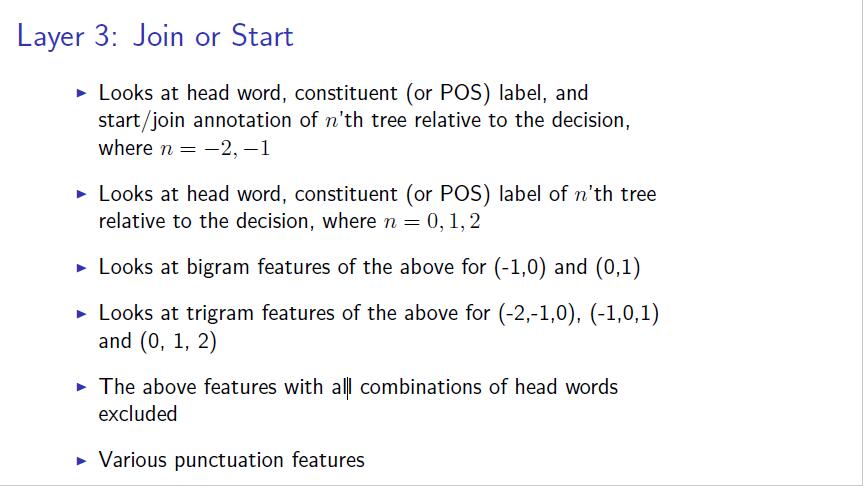 Layer 3: Join or Start
▶ Looks at head word, constituent (or POS) label, and
start/join annotation of n'th tree relative to the decision,
where n = −2, −1
▶ Looks at head word, constituent (or POS) label of n'th tree
relative to the decision, where n = 0, 1, 2
▶ Looks at bigram features of the above for (-1,0) and (0,1)
▶ Looks at trigram features of the above for (-2,-1,0), (-1,0,1)
and (0, 1, 2)
▶ The above features with all combinations of head words
excluded
▶ Various punctuation features